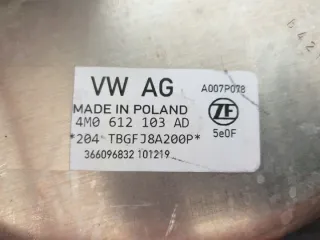 VW AG
A007P078
MADE IN POLAND
ZF
4M0 612 103 AD
5e0F
*204 TBGFJ8A200P*
366096832 101219